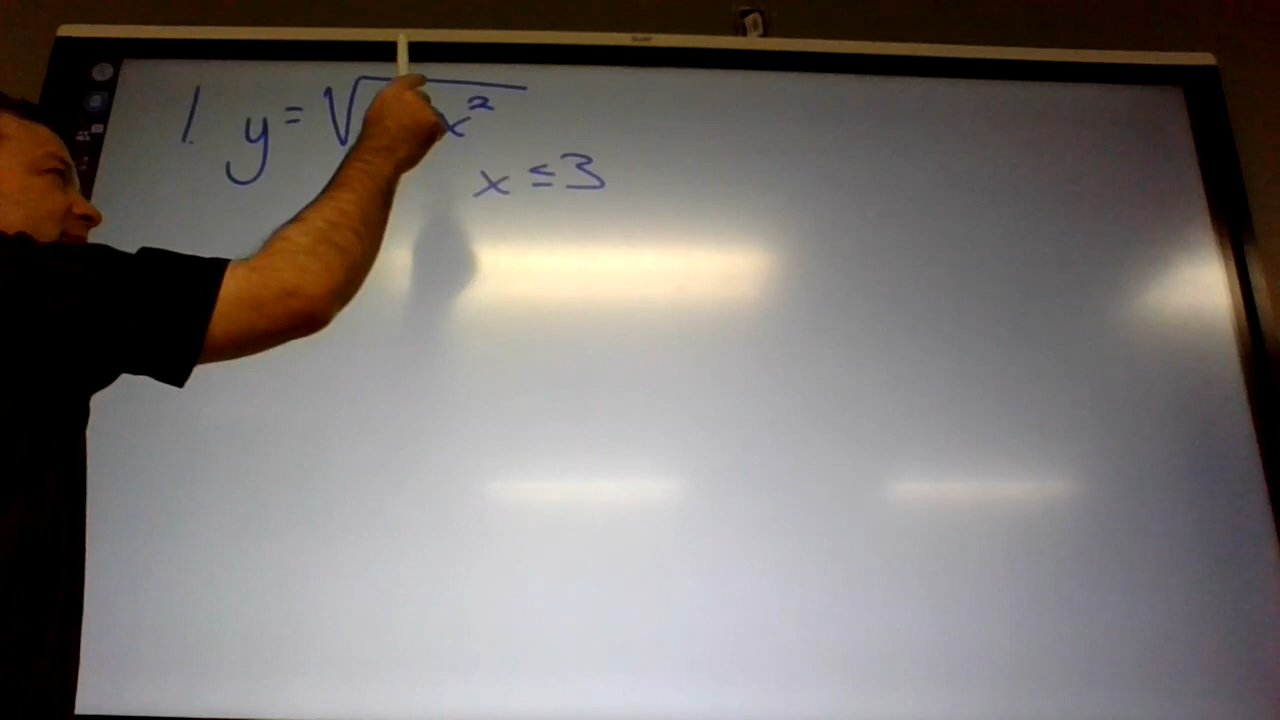 1. y = √ x²
x ≤ 3